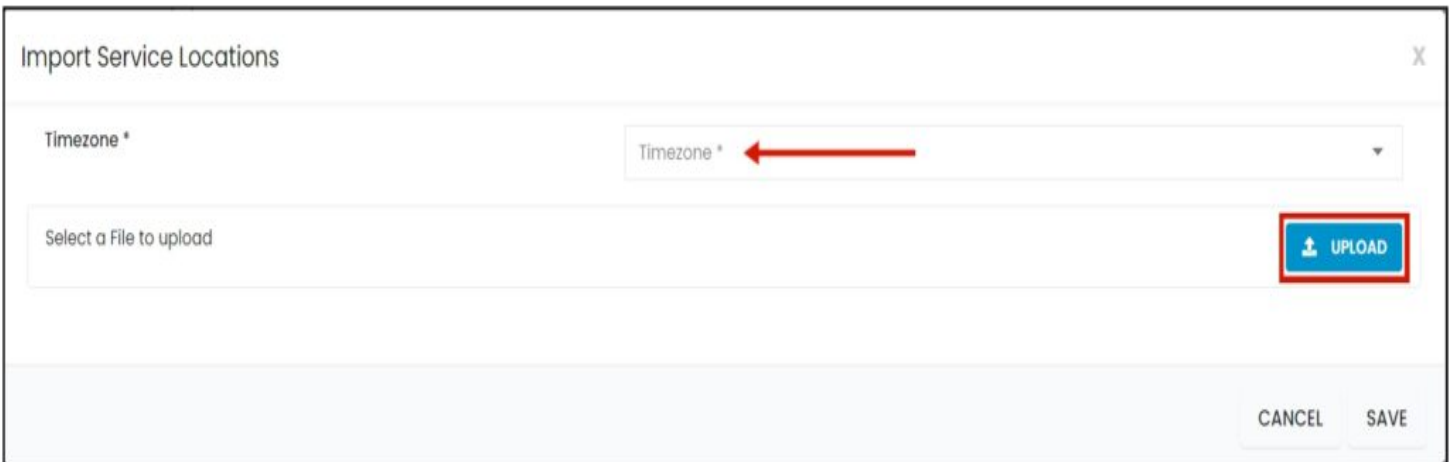 Import Service Locations
X
Timezone *
Timezone *
Select a File to upload
UPLOAD
CANCEL SAVE